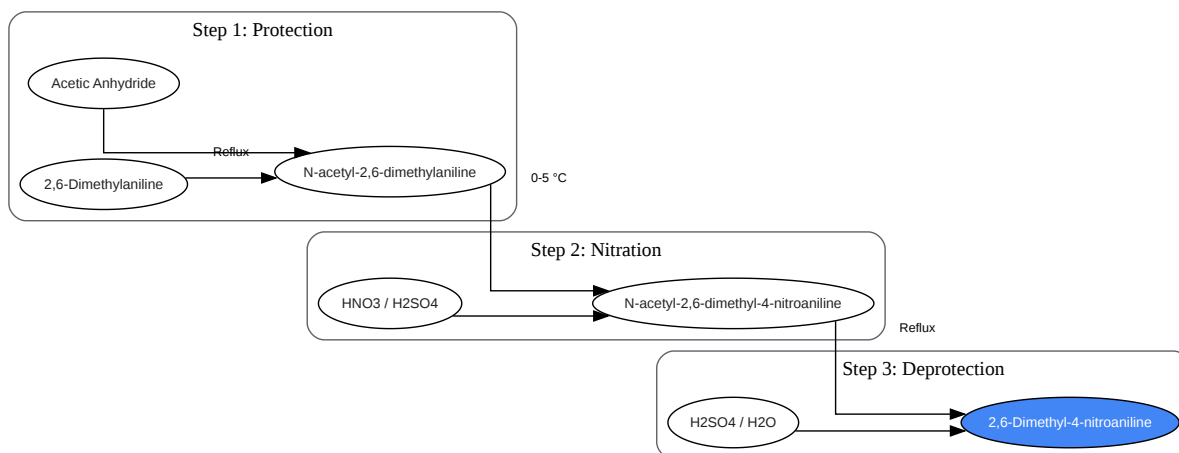 Step 1: Protection
Acetic Anhydride
Reflux
2,6-Dimethylaniline
N-acetyl-2,6-dimethylaniline
0-5 °C
Step 2: Nitration
HNO3 / H2SO4
N-acetyl-2,6-dimethyl-4-nitroaniline
Reflux
Step 3: Deprotection
H2SO4 / H2O
2,6-Dimethyl-4-nitroaniline